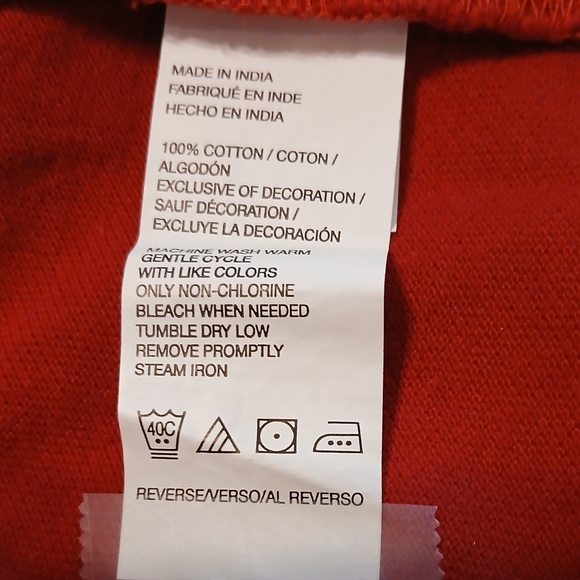 MADE IN INDIA
FABRIQUÉ EN INDE
HECHO EN INDIA
100% COTTON / COTON /
ALGODÓN
EXCLUSIVE OF DECORATION /
SAUF DÉCORATION /
EXCLUYE LA DECORACIÓN
MACHINE WASH WARM
GENTLE CYCLE
WITH LIKE COLORS
ONLY NON-CHLORINE
BLEACH WHEN NEEDED
TUMBLE DRY LOW
REMOVE PROMPTLY
STEAM IRON
40C
REVERSE/VERSO/AL REVERSO